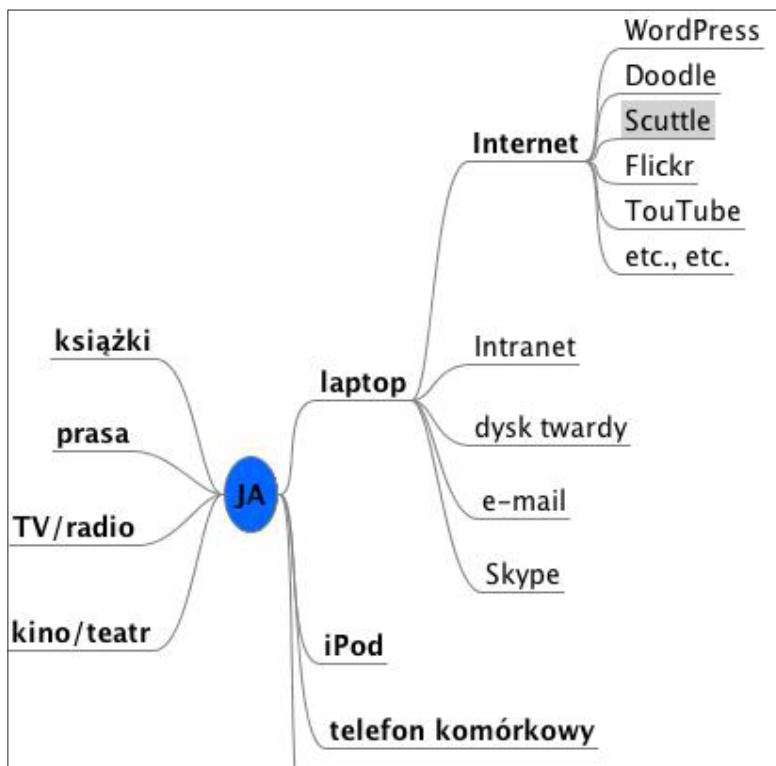 WordPress
Doodle
Scuttle
Internet
Flickr
TouTube
etc., etc.
książki
Intranet
laptop
prasa
dysk twardy
JA
e-mail
TV/radio
Skype
kino/teatr
iPod
telefon komórkowy